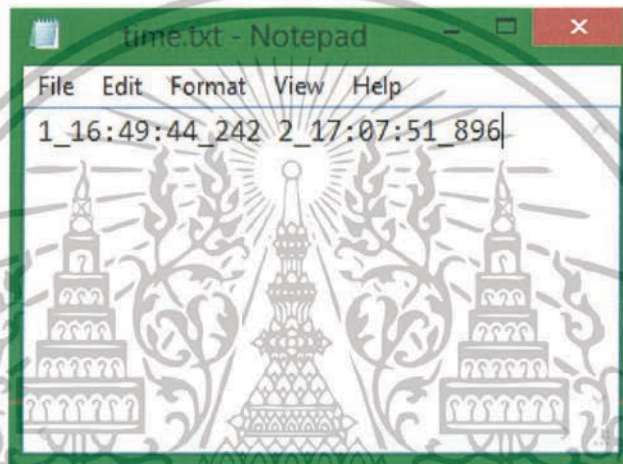 time.txt - Notepad
File Edit Format View Help
1_16:49:44_242 2_17:07:51_896